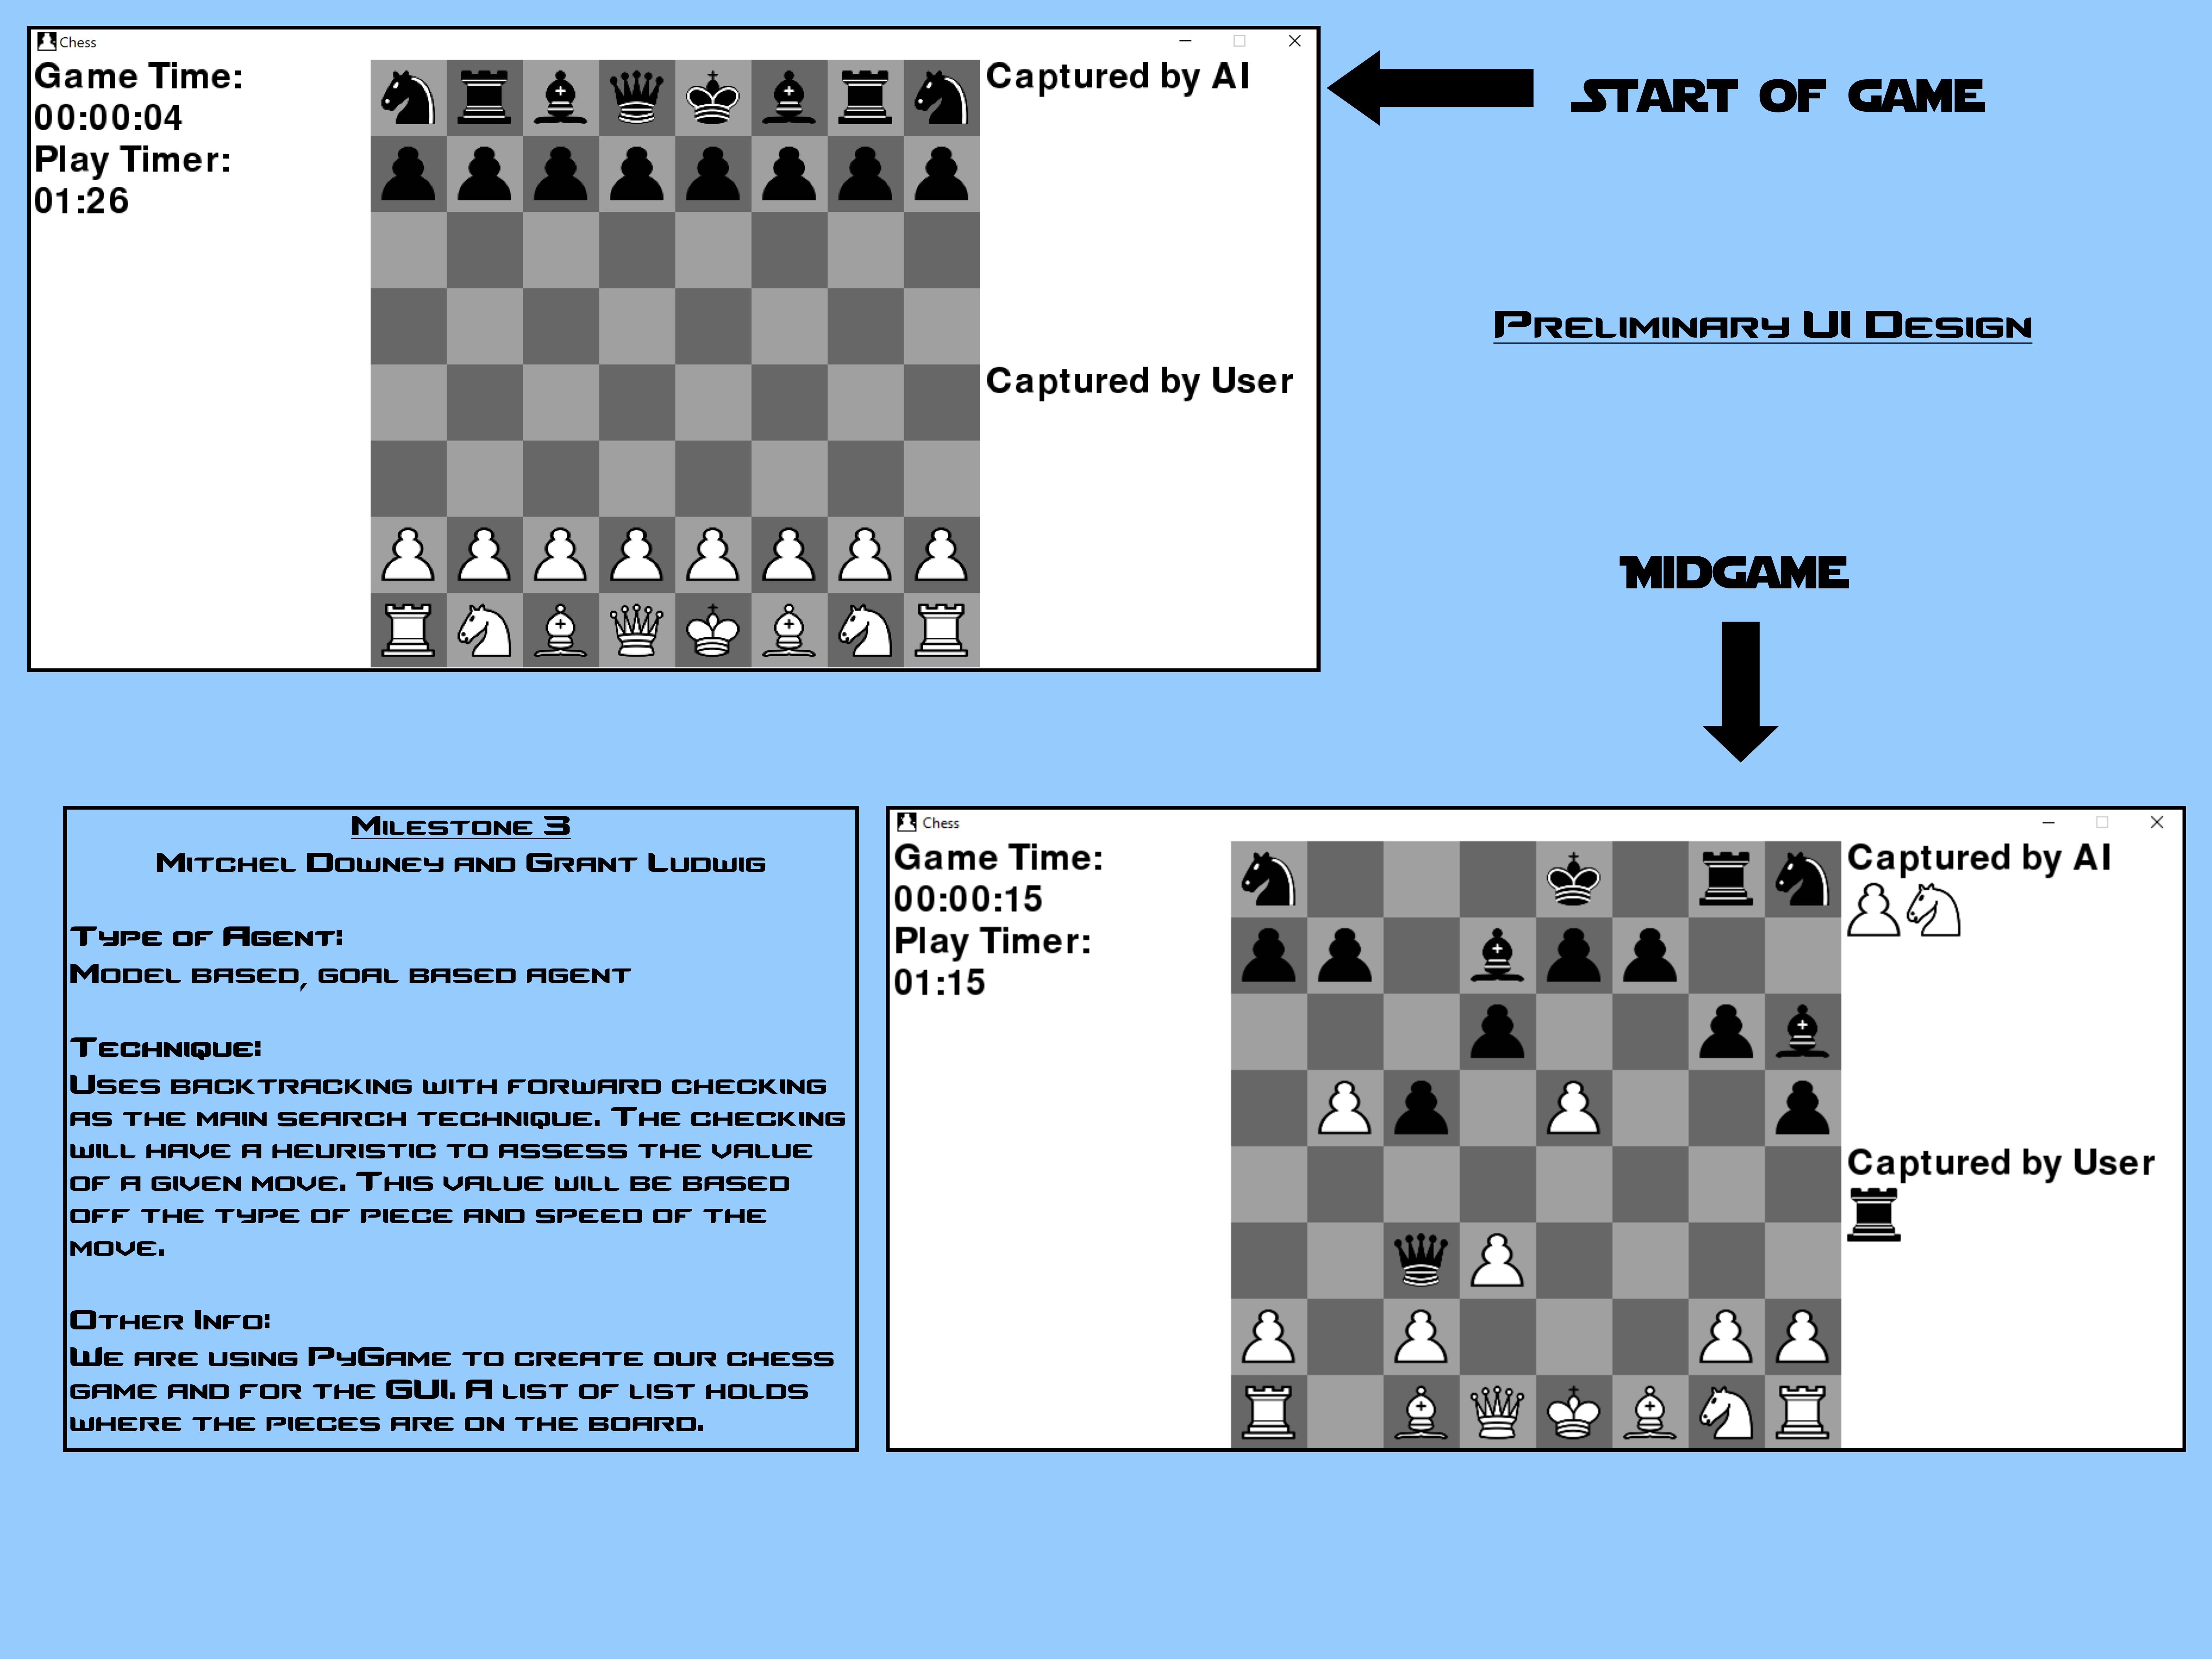 Chess
Game Time:
00:00:04
Play Timer:
01:26
Captured by AI
Captured by User
Start of game
Preliminary UI Design
Midgame
Milestone 3
Mitchel Downey and Grant Ludwig
Type of Agent:
Model based, goal based agent
Technique:
Uses backtracking with forward checking
as the main search technique. The checking
will have a heuristic to assess the value
of a given move. This value will be based
off the type of piece and speed of the
move.
Other Info:
We are using PyGame to create our chess
game and for the GUI. A list of list holds
where the pieces are on the board.
Chess
Game Time:
00:00:15
Play Timer:
01:15
Captured by AI
Captured by User